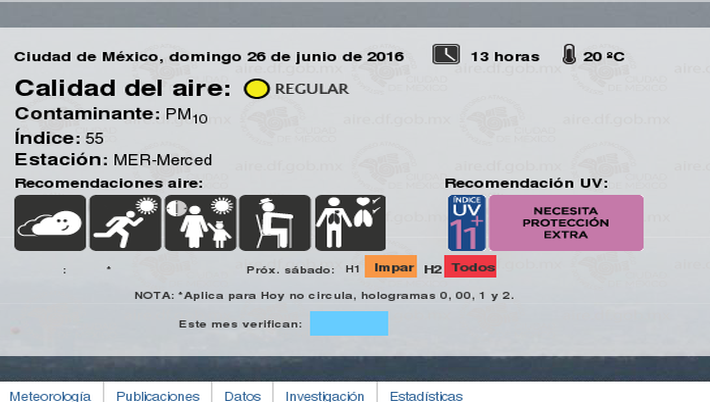 Ciudad de México, domingo 26 de junio de 2016 13 horas 20 ºC
Calidad del aire: REGULAR
Contaminante: PM10
Índice: 55
Estación: MER-Merced
Recomendaciones aire: Recomendación UV:
ÍNDICE
UV
11+
NECESITA
PROTECCIÓN
EXTRA
: * Próx. sábado: H1 Impar H2 Todos
NOTA: *Aplica para Hoy no circula, hologramas 0, 00, 1 y 2.
Este mes verifican:
Meteorología Publicaciones Datos Investigación Estadísticas